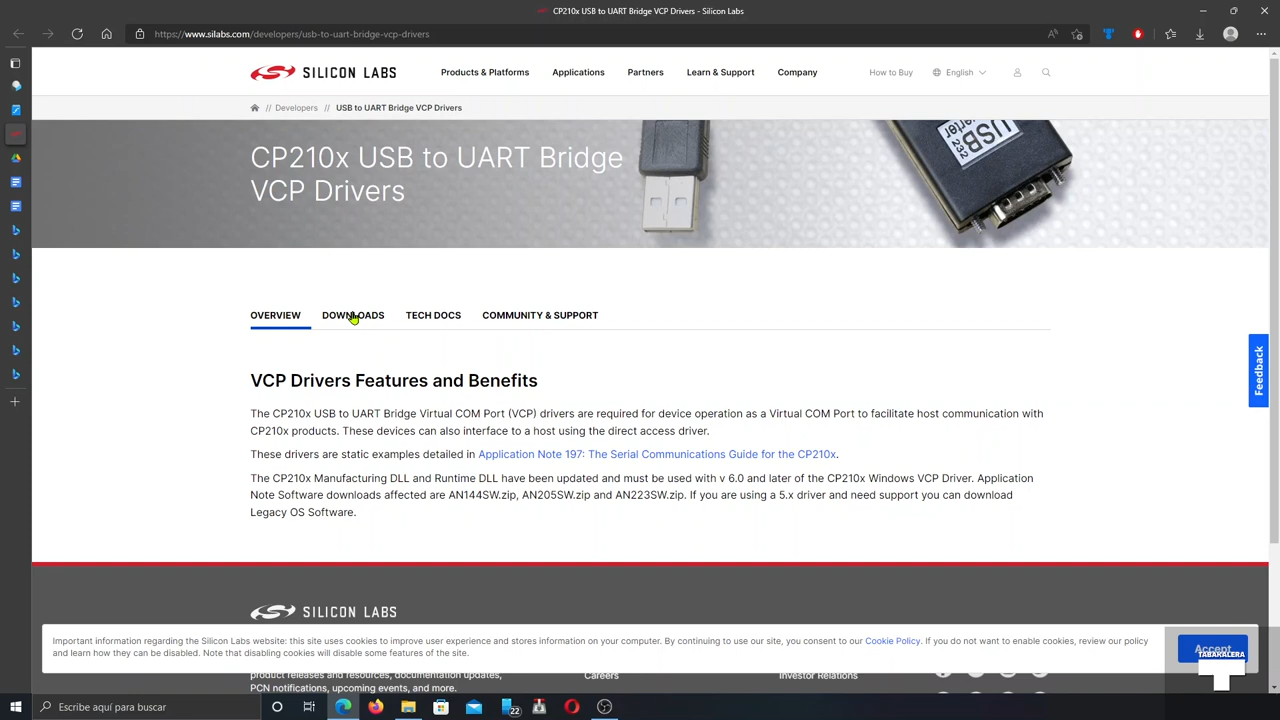 CP210x USB to UART Bridge VCP Drivers - Silicon Labs
https://www.silabs.com/developers/usb-to-uart-bridge-vcp-drivers
SILICON LABS
Products & Platforms
Applications
Partners
Learn & Support
Company
How to Buy
English
// Developers // USB to UART Bridge VCP Drivers
CP210x USB to UART Bridge
VCP Drivers
USB
232
OVERVIEW
DOWNLOADS
TECH DOCS
COMMUNITY & SUPPORT
Feedback
VCP Drivers Features and Benefits
The CP210x USB to UART Bridge Virtual COM Port (VCP) drivers are required for device operation as a Virtual COM Port to facilitate host communication with
CP210x products. These devices can also interface to a host using the direct access driver.
These drivers are static examples detailed in Application Note 197: The Serial Communications Guide for the CP210x.
The CP210x Manufacturing DLL and Runtime DLL have been updated and must be used with v 6.0 and later of the CP210x Windows VCP Driver. Application
Note Software downloads affected are AN144SW.zip, AN205SW.zip and AN223SW.zip. If you are using a 5.x driver and need support you can download
Legacy OS Software.
SILICON LABS
Important information regarding the Silicon Labs website: this site uses cookies to improve user experience and stores information on your computer. By continuing to use our site, you consent to our Cookie Policy. If you do not want to enable cookies, review our policy
and learn how they can be disabled. Note that disabling cookies will disable some features of the site.
Accept
TABAKALERA
product releases and resources, documentation updates,
PCN notifications, upcoming events, and more.
Careers
Investor Relations
Escribe aquí para buscar
22